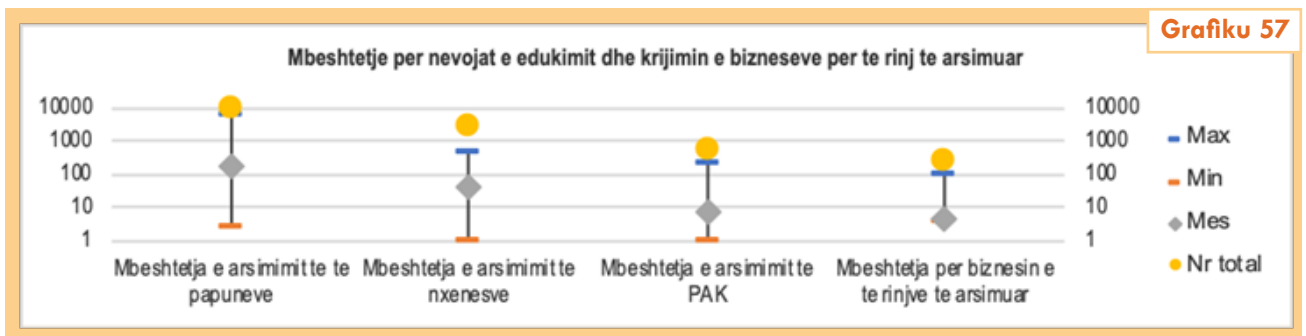 Grafiku 57
Mbeshtetje per nevojat e edukimit dhe krijimin e bizneseve per te rinj te arsimuar
10000
1000
100
10
1
10000
1000
100
10
1
Max
Min
Mes
Nr total
Mbeshtetja e arsimimit te te
papuneve
Mbeshtetja e arsimimit te
nxenesve
Mbeshtetja e arsimimit te
PAK
Mbeshtetja per biznesin e
te rinjve te arsimuar